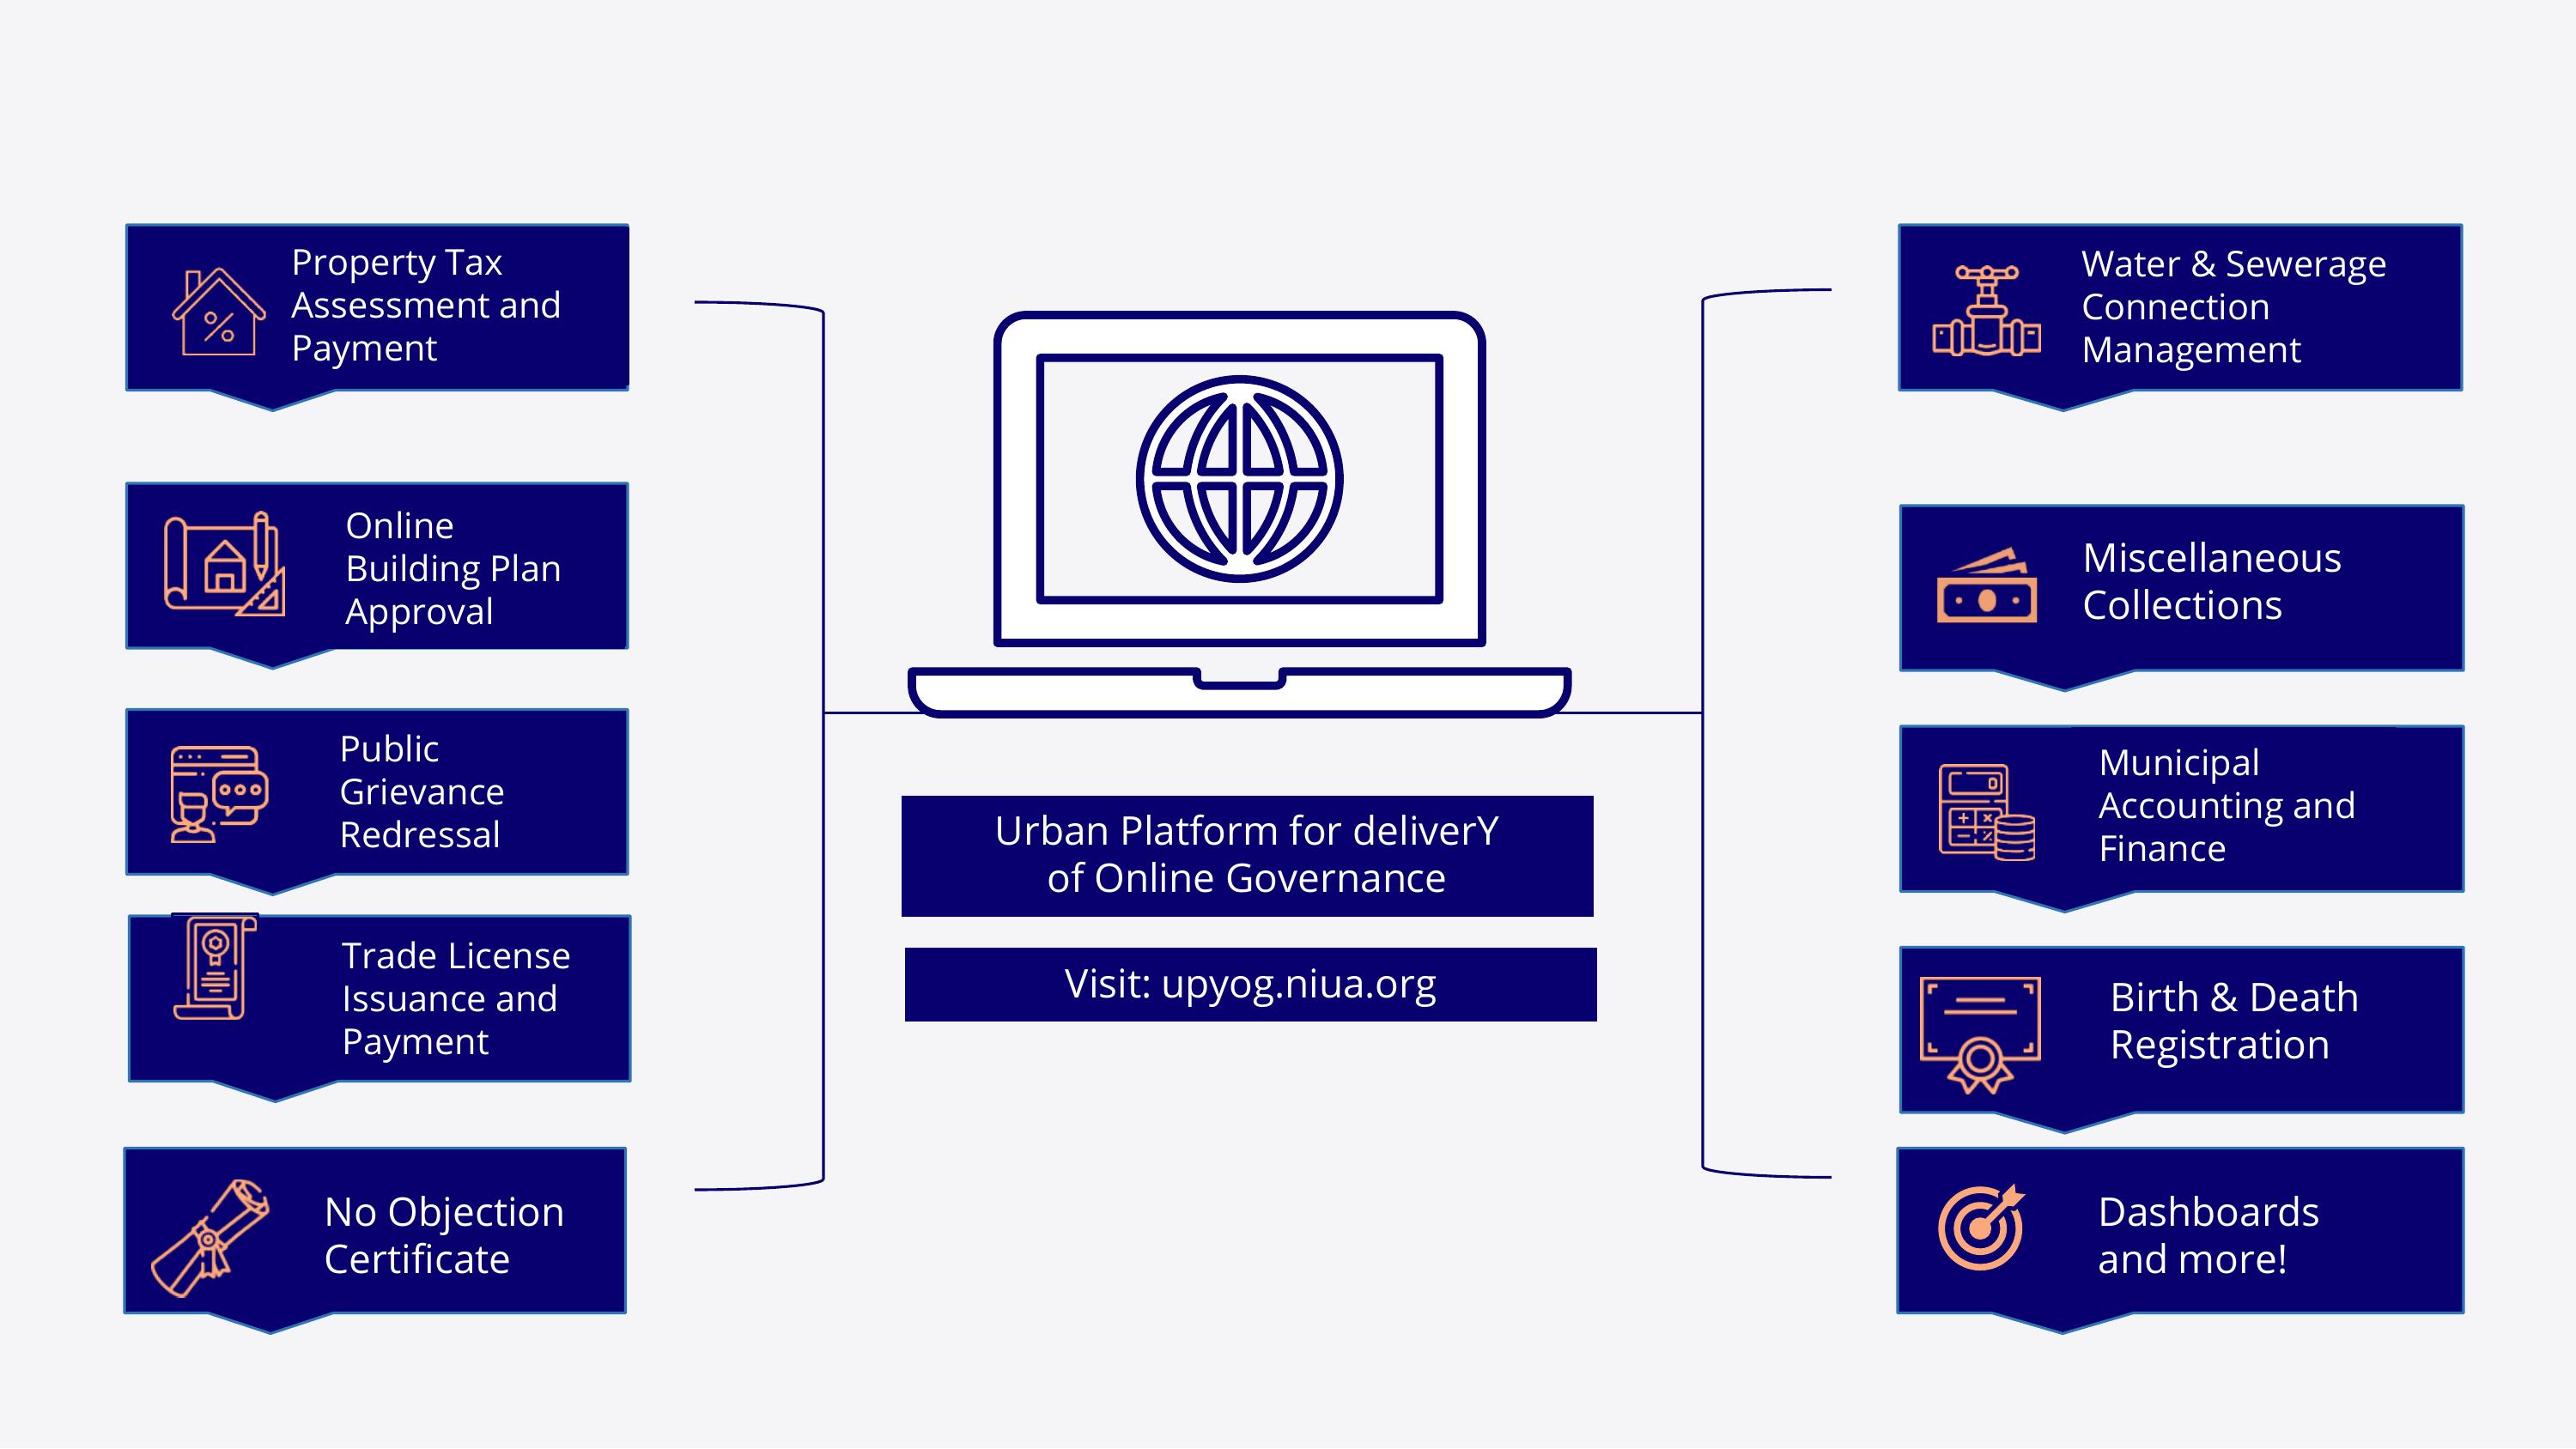 Property Tax
Assessment and
Payment
Online
Building Plan
Approval
Public
Grievance
Redressal
Trade License
Issuance and
Payment
No Objection
Certificate
Urban Platform for deliverY
of Online Governance
Visit: upyog.niua.org
Water & Sewerage
Connection
Management
Miscellaneous
Collections
Municipal
Accounting and
Finance
Birth & Death
Registration
Dashboards
and more!